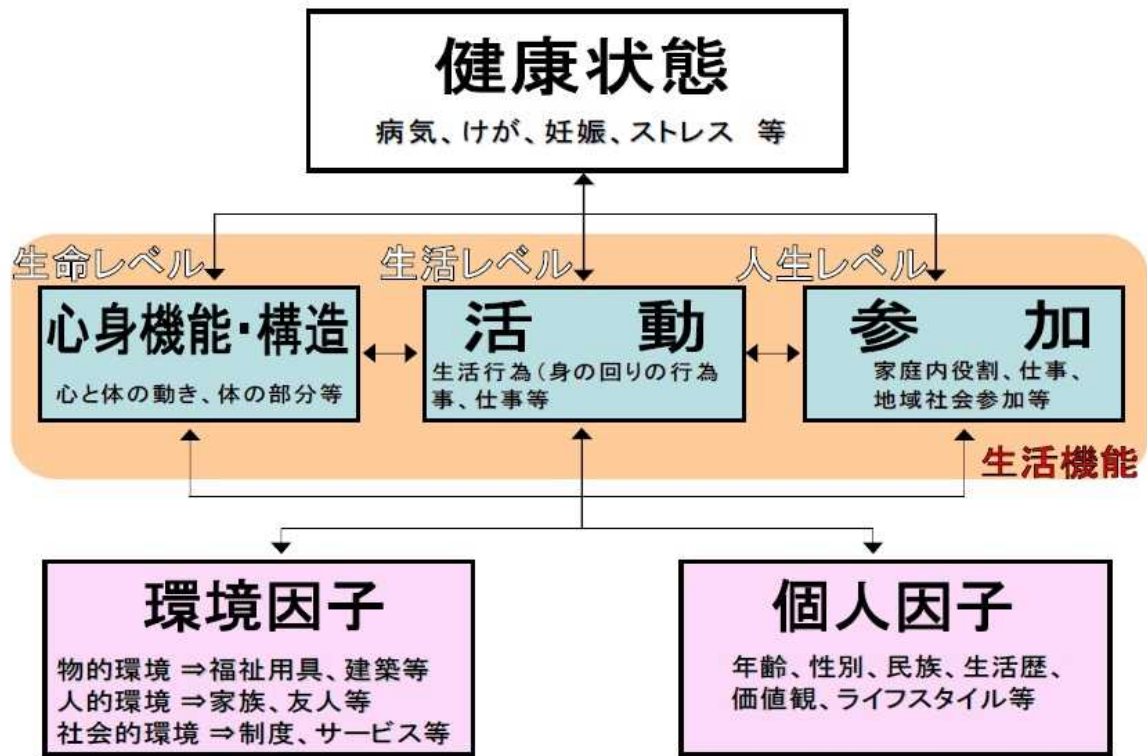 健康状態
病気、けが、妊娠、ストレス 等
生命レベル
生活レベル
人生レベル
心身機能・構造
心と体の動き、体の部分等
活 動
生活行為(身の回りの行為
事、仕事等
参 加
家庭内役割、仕事、
地域社会参加等
生活機能
環境因子
物的環境 ⇒福祉用具、建築等
人的環境 ⇒家族、友人等
社会的環境 ⇒制度、サービス等
個人因子
年齢、性別、民族、生活歴、
価値観、ライフスタイル等